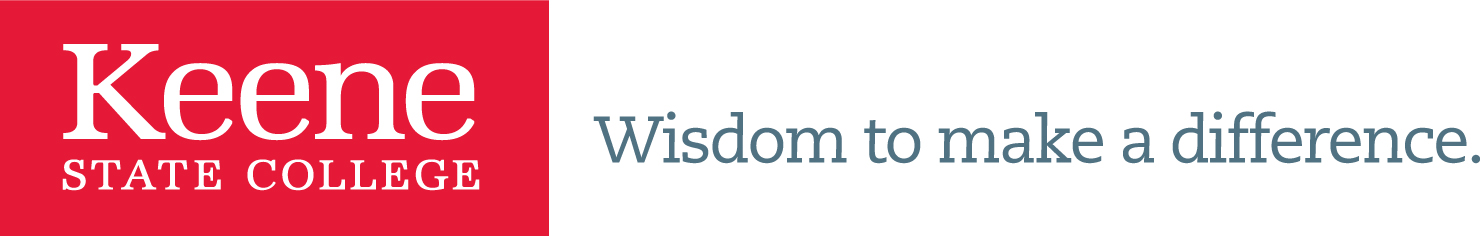 Keene
STATE COLLEGE
Wisdom to make a difference.